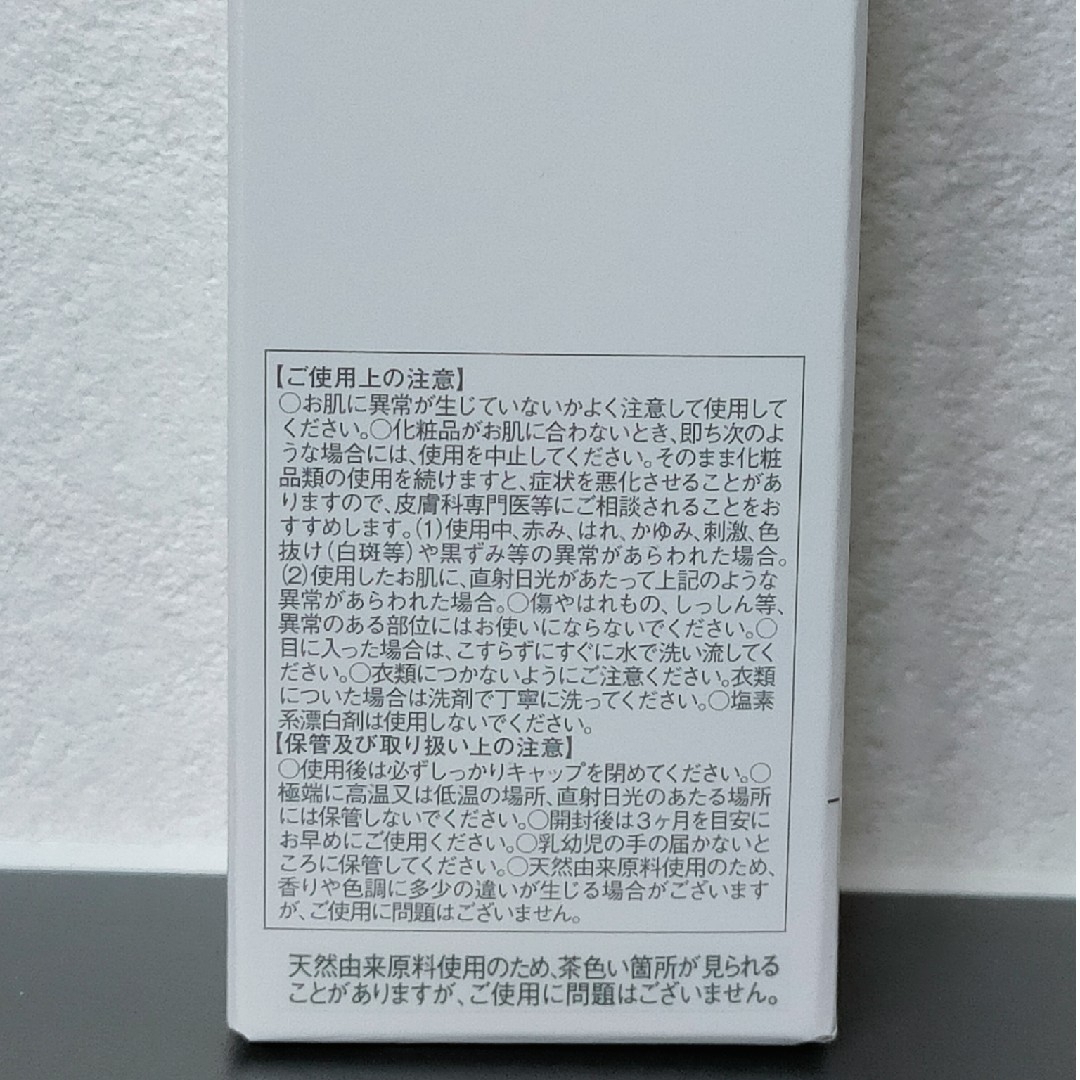 【ご使用上の注意】
○お肌に異常が生じていないかよく注意して使用して
ください。○化粧品がお肌に合わないとき、即ち次のよ
うな場合には、使用を中止してください。そのまま化粧
品類の使用を続けますと、症状を悪化させることがあ
りますので、皮膚科専門医等にご相談されることをお
すすめします。(1)使用中、赤み、はれ、かゆみ、刺激、色
抜け(白斑等)や黒ずみ等の異常があらわれた場合。
(2)使用したお肌に、直射日光があたって上記のような
異常があらわれた場合。○傷やはれもの、しっしん等、
異常のある部位にはお使いにならないでください。○
目に入った場合は、こすらずにすぐに水で洗い流してく
ださい。○衣類につかないようにご注意ください。衣類
についた場合は洗剤で丁寧に洗ってください。○塩素
系漂白剤は使用しないでください。
【保管及び取り扱い上の注意】
○使用後は必ずしっかりキャップを閉めてください。○
極端に高温又は低温の場所、直射日光のあたる場所
には保管しないでください。○開封後は3ヶ月を目安に
お早めにご使用ください。○乳幼児の手の届かないと
ころに保管してください。○天然由来原料使用のため、
香りや色調に多少の違いが生じる場合がございます
が、ご使用に問題はございません。
天然由来原料使用のため、茶色い箇所が見られる
ことがありますが、ご使用に問題はございません。